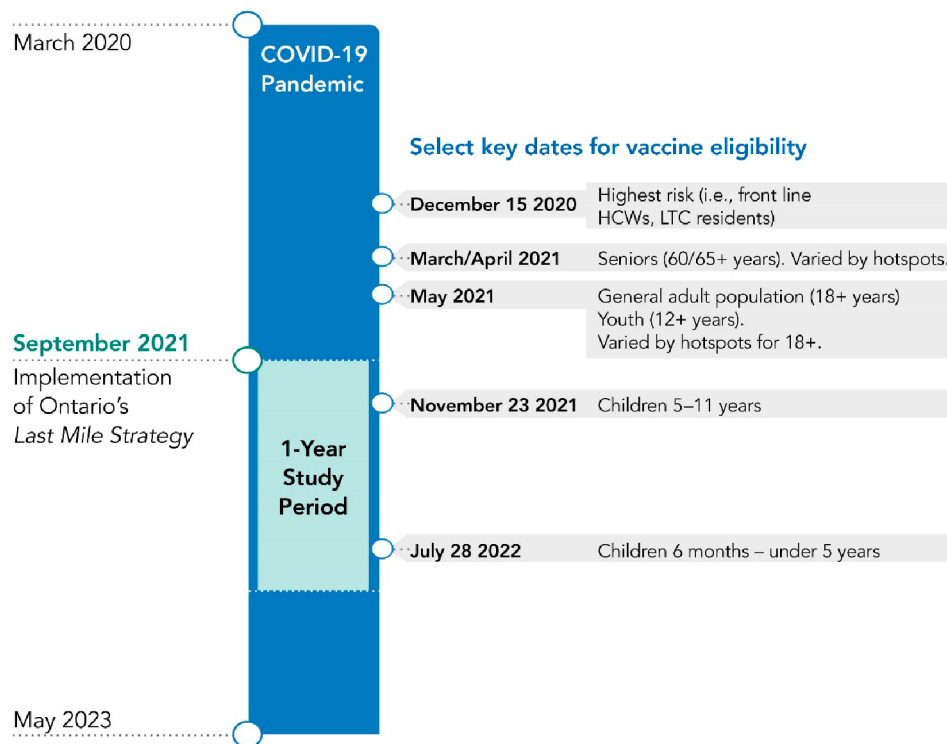 March 2020
COVID-19
Pandemic
Select key dates for vaccine eligibility
December 15 2020
Highest risk (i.e., front line
HCWs, LTC residents)
March/April 2021
Seniors (60/65+ years). Varied by hotspots.
May 2021
General adult population (18+ years)
Youth (12+ years).
Varied by hotspots for 18+.
September 2021
Implementation
of Ontario's
Last Mile Strategy
November 23 2021
Children 5–11 years
1-Year
Study
Period
July 28 2022
Children 6 months – under 5 years
May 2023